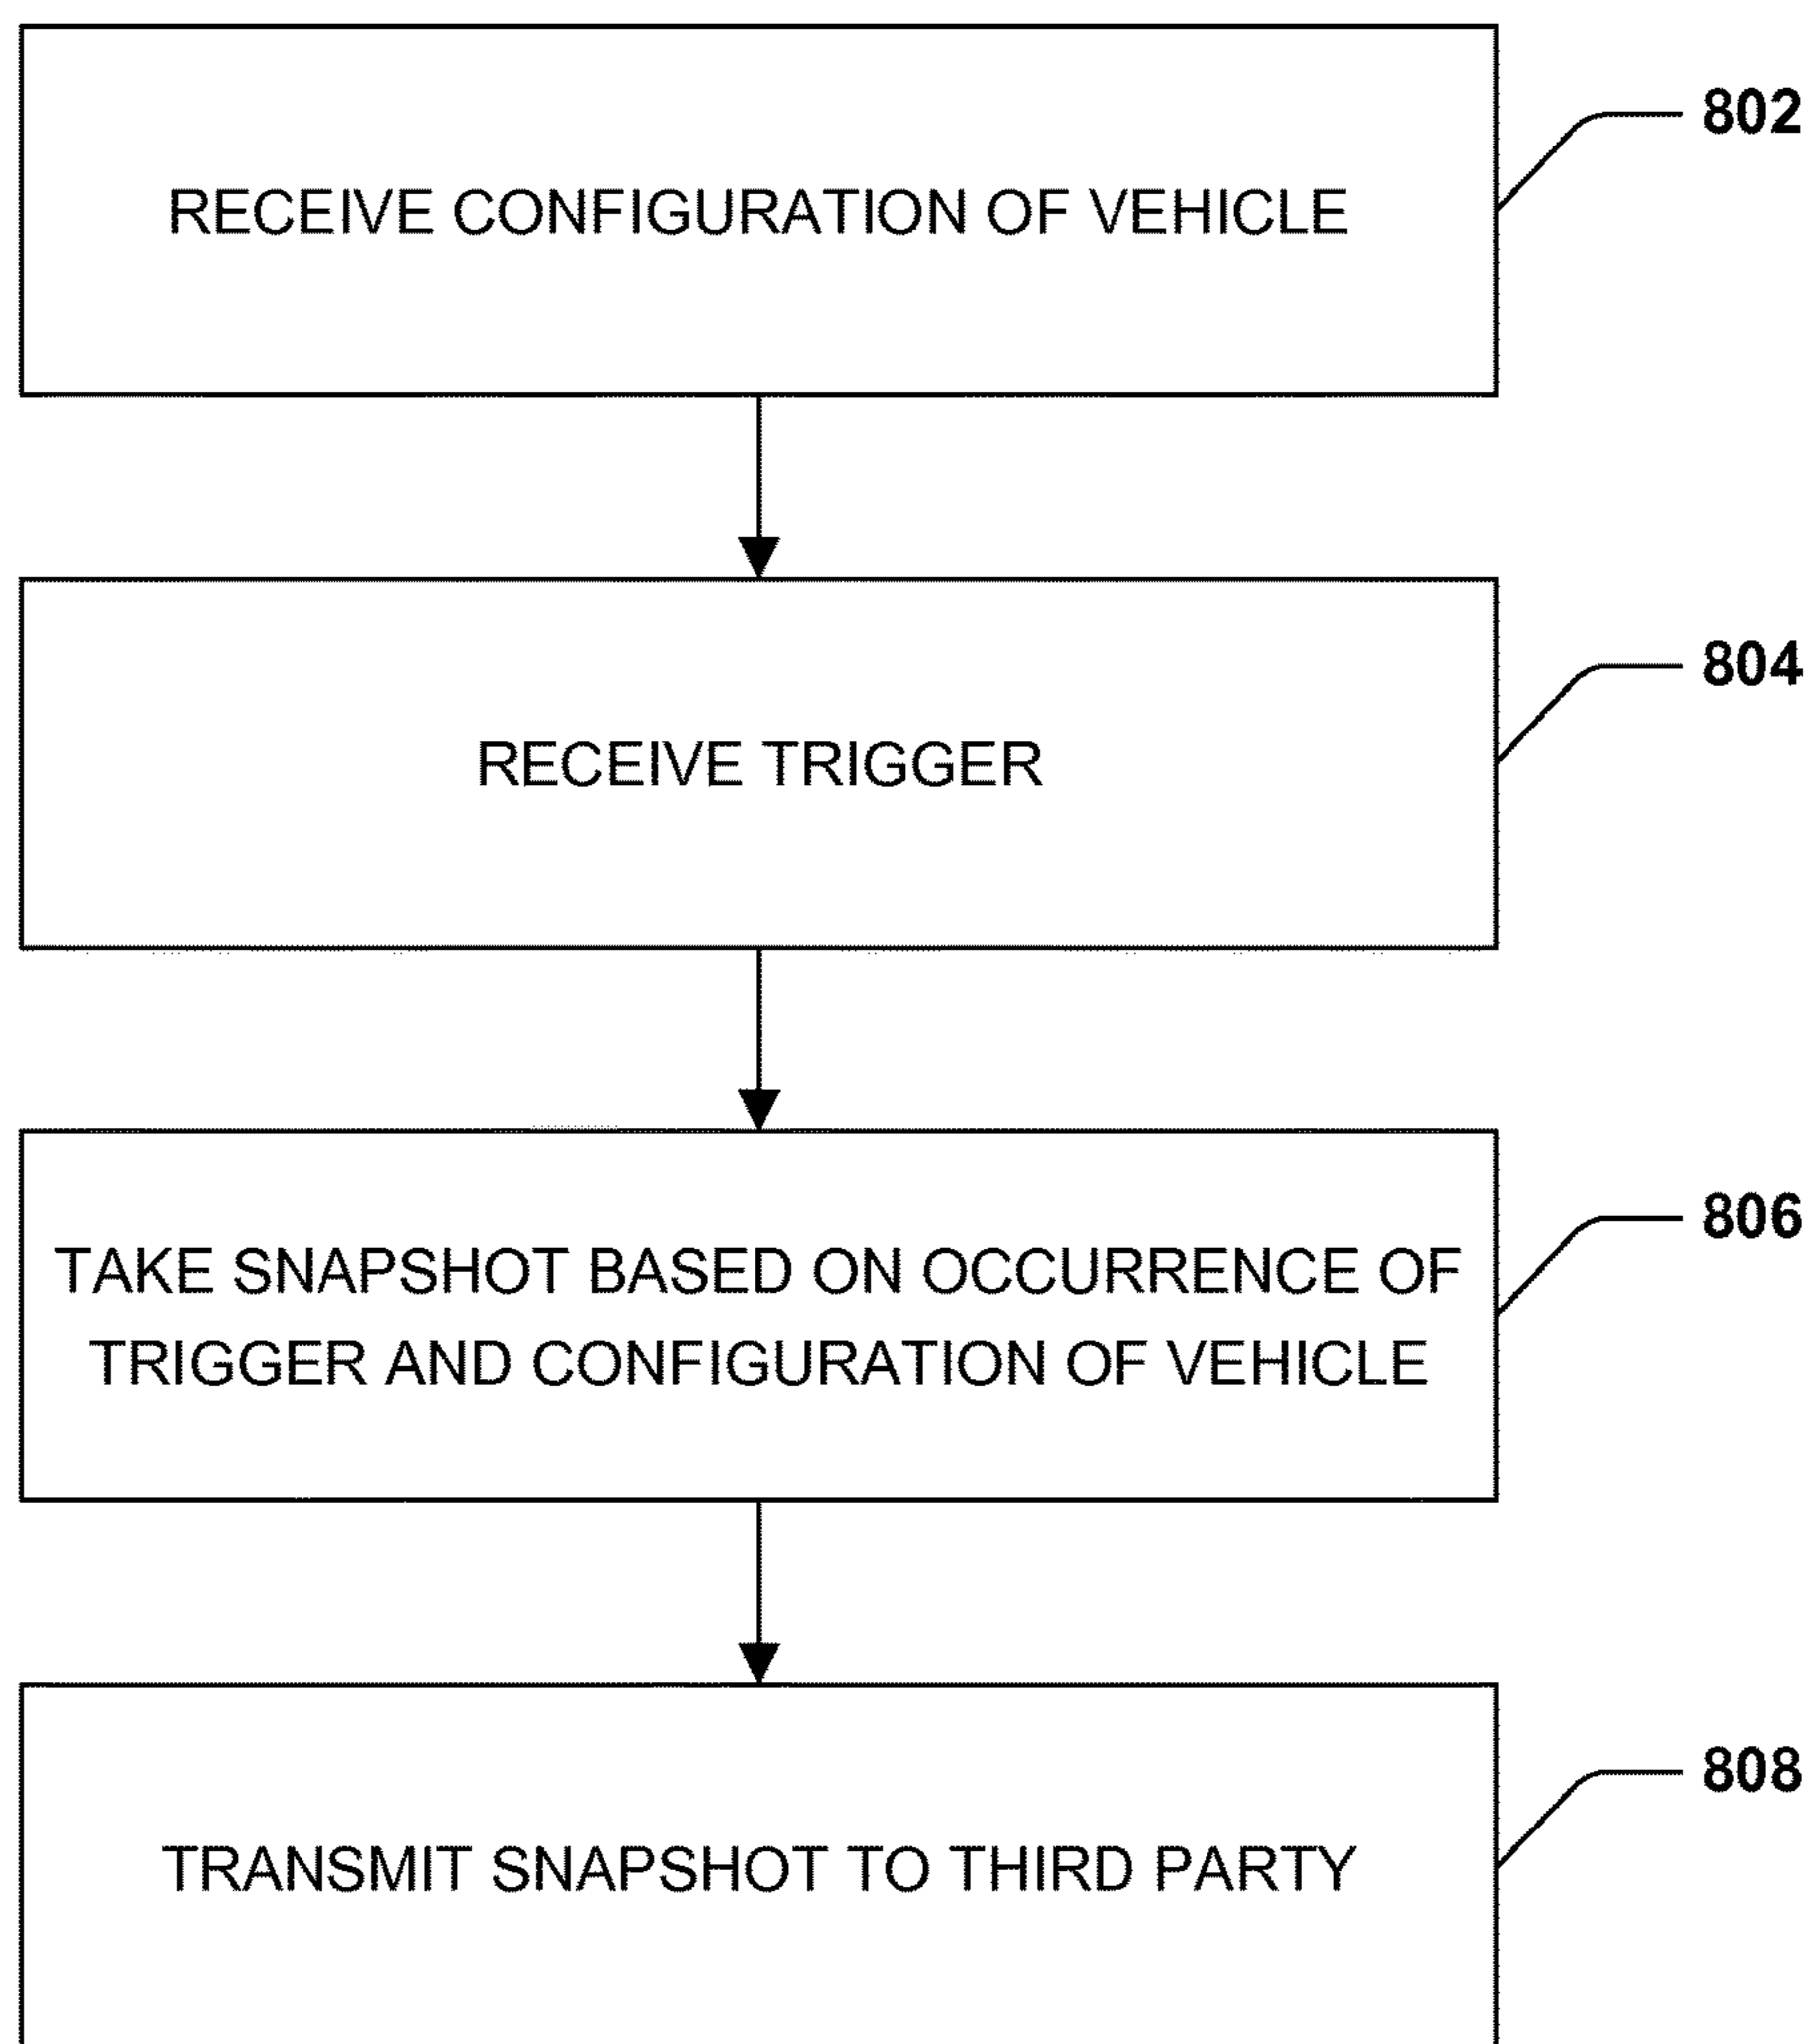 RECEIVE CONFIGURATION OF VEHICLE
802
RECEIVE TRIGGER
804
TAKE SNAPSHOT BASED ON OCCURRENCE OF
TRIGGER AND CONFIGURATION OF VEHICLE
806
TRANSMIT SNAPSHOT TO THIRD PARTY
808